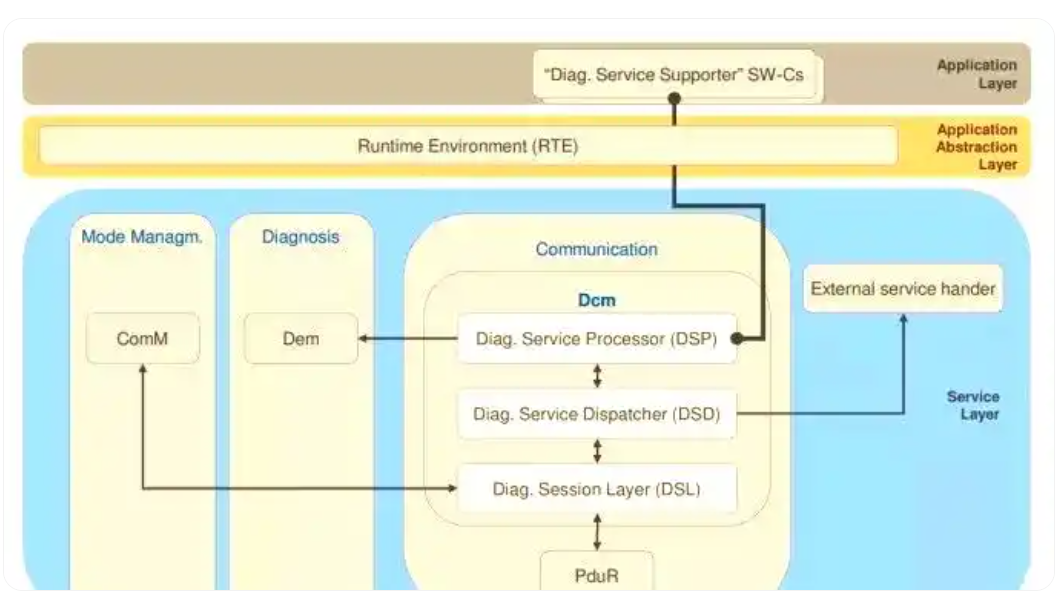 "Diag. Service Supporter" SW-Cs
Application
Layer
Runtime Environment (RTE)
Application
Abstraction
Layer
Mode Managm.
Diagnosis
Communication
External service hander
Dcm
ComM
Dem
Diag. Service Processor (DSP)
Diag. Service Dispatcher (DSD)
Service
Layer
Diag. Session Layer (DSL)
PduR